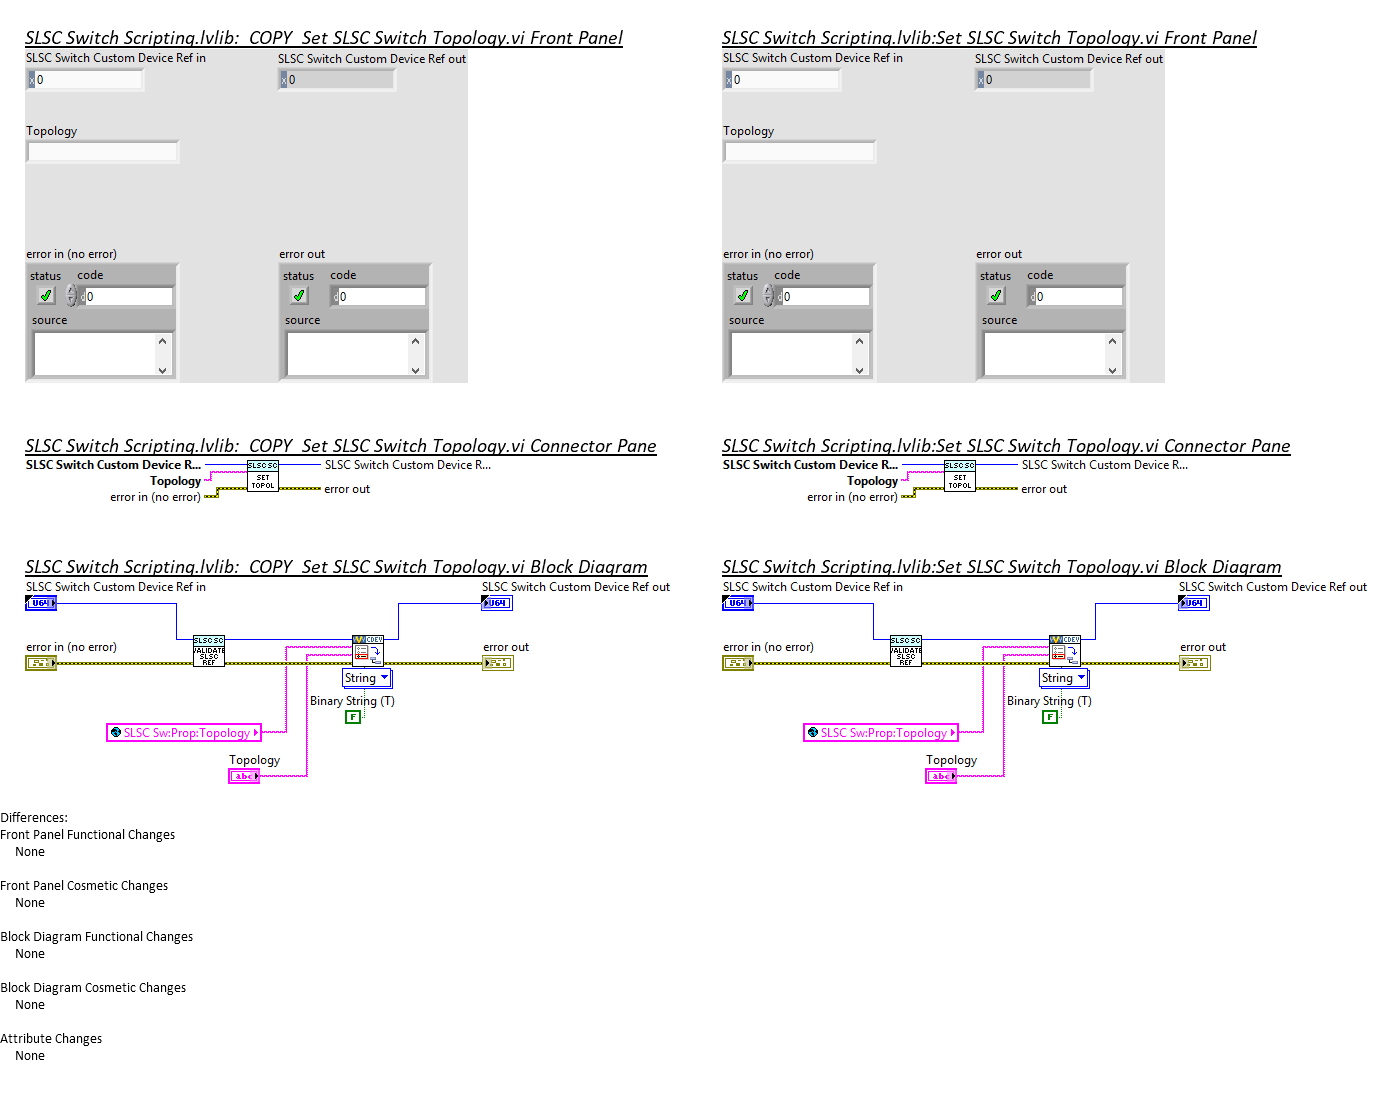 SLSC Switch Scripting.lvlib:  COPY  Set SLSC Switch Topology.vi Front Panel
SLSC Switch Custom Device Ref in
SLSC Switch Custom Device Ref out
x 0
x 0
Topology
error in (no error)
error out
status code
status code
d 0
d 0
source
source
SLSC Switch Scripting.lvlib:Set SLSC Switch Topology.vi Front Panel
SLSC Switch Custom Device Ref in
SLSC Switch Custom Device Ref out
x 0
x 0
Topology
error in (no error)
error out
status code
status code
d 0
d 0
source
source
SLSC Switch Scripting.lvlib:  COPY  Set SLSC Switch Topology.vi Connector Pane
SLSC Switch Custom Device R...
SLSC SC
SLSC Switch Custom Device R...
Topology
SET
TOPOL
error in (no error)
error out
SLSC Switch Scripting.lvlib:Set SLSC Switch Topology.vi Connector Pane
SLSC Switch Custom Device R...
SLSC SC
SLSC Switch Custom Device R...
Topology
SET
TOPOL
error in (no error)
error out
SLSC Switch Scripting.lvlib:  COPY  Set SLSC Switch Topology.vi Block Diagram
SLSC Switch Custom Device Ref in
SLSC Switch Custom Device Ref out
U64
U64
error in (no error)
SLSC SC
VALIDATE
SLSC
REF
CDEV
error out
String
Binary String (T)
F
SLSC Sw:Prop:Topology
Topology
abc
SLSC Switch Scripting.lvlib:Set SLSC Switch Topology.vi Block Diagram
SLSC Switch Custom Device Ref in
SLSC Switch Custom Device Ref out
U64
U64
error in (no error)
SLSC SC
VALIDATE
SLSC
REF
CDEV
error out
String
Binary String (T)
F
SLSC Sw:Prop:Topology
Topology
abc
Differences:
Front Panel Functional Changes
None
Front Panel Cosmetic Changes
None
Block Diagram Functional Changes
None
Block Diagram Cosmetic Changes
None
Attribute Changes
None